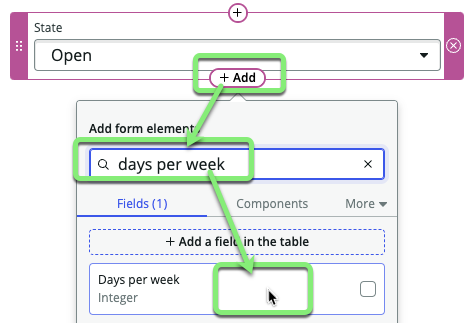 State
Open
+ Add
Add form elements
days per week
Fields (1)
Components
More
+ Add a field in the table
Days per week
Integer